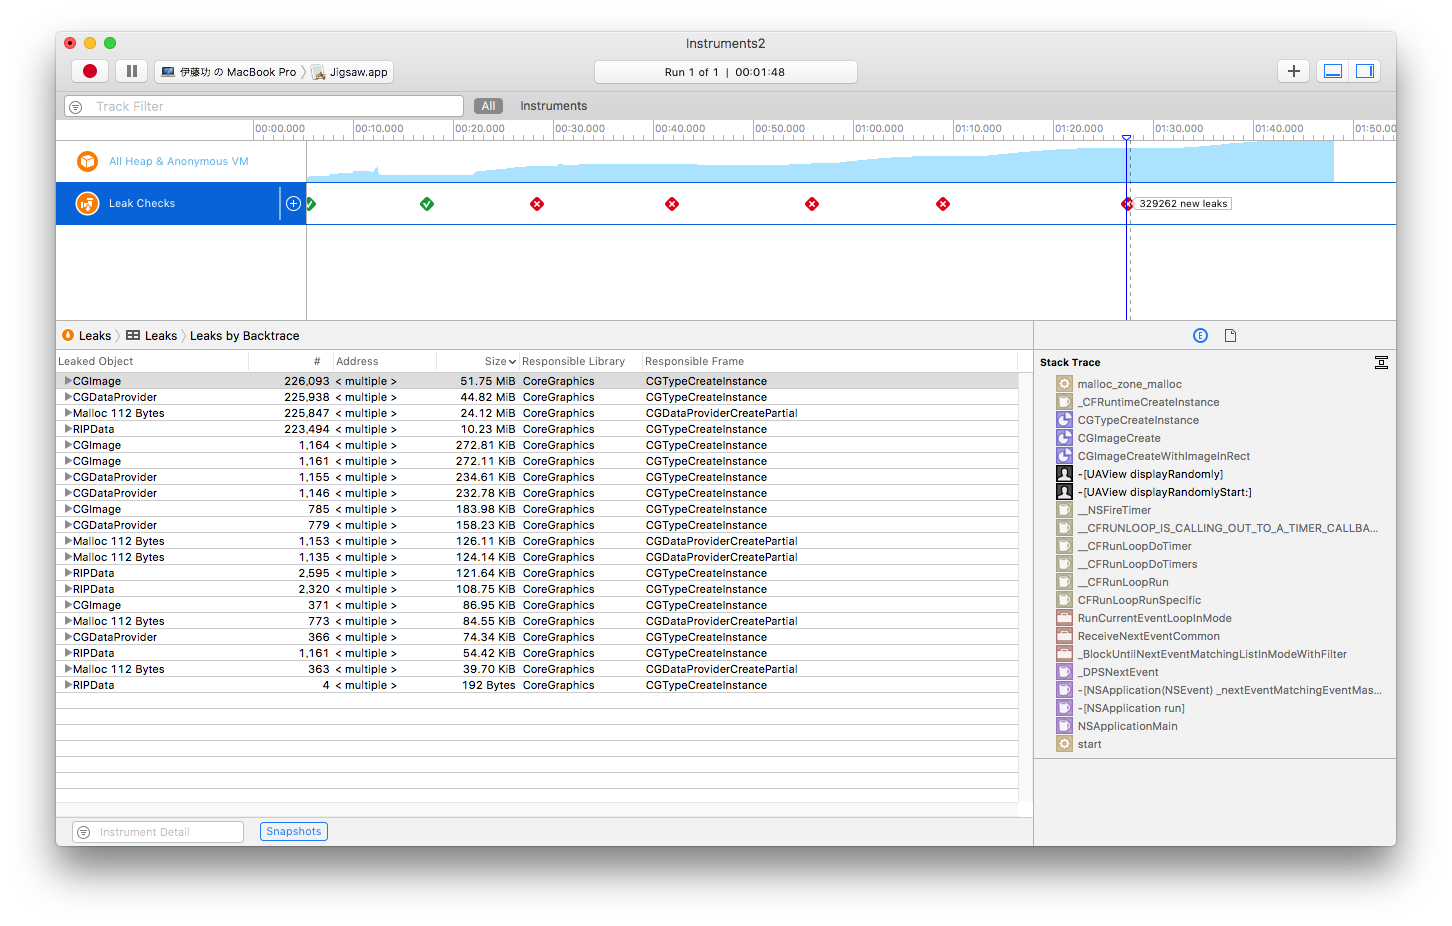 Instruments2
伊藤功 の MacBook Pro Jigsaw.app
Run 1 of 1 | 00:01:48
Track Filter All Instruments
00:00.000 00:10.000 00:20.000 00:30.000 00:40.000 00:50.000 01:00.000 01:10.000 01:20.000 01:30.000 01:40.000 01:50.00
All Heap & Anonymous VM
Leak Checks
329262 new leaks
Leaks Leaks Leaks by Backtrace
Leaked Object # Address Size Responsible Library Responsible Frame
CGImage 226,093 < multiple > 51.75 MiB CoreGraphics CGTypeCreateInstance
CGDataProvider 225,938 < multiple > 44.82 MiB CoreGraphics CGTypeCreateInstance
Malloc 112 Bytes 225,847 < multiple > 24.12 MiB CoreGraphics CGDataProviderCreatePartial
RIPData 223,494 < multiple > 10.23 MiB CoreGraphics CGTypeCreateInstance
CGImage 1,164 < multiple > 272.81 KiB CoreGraphics CGTypeCreateInstance
CGImage 1,161 < multiple > 272.11 KiB CoreGraphics CGTypeCreateInstance
CGDataProvider 1,155 < multiple > 234.61 KiB CoreGraphics CGTypeCreateInstance
CGDataProvider 1,146 < multiple > 232.78 KiB CoreGraphics CGTypeCreateInstance
CGImage 785 < multiple > 183.98 KiB CoreGraphics CGTypeCreateInstance
CGDataProvider 779 < multiple > 158.23 KiB CoreGraphics CGTypeCreateInstance
Malloc 112 Bytes 1,153 < multiple > 126.11 KiB CoreGraphics CGDataProviderCreatePartial
Malloc 112 Bytes 1,135 < multiple > 124.14 KiB CoreGraphics CGDataProviderCreatePartial
RIPData 2,595 < multiple > 121.64 KiB CoreGraphics CGTypeCreateInstance
RIPData 2,320 < multiple > 108.75 KiB CoreGraphics CGTypeCreateInstance
CGImage 371 < multiple > 86.95 KiB CoreGraphics CGTypeCreateInstance
Malloc 112 Bytes 773 < multiple > 84.55 KiB CoreGraphics CGDataProviderCreatePartial
CGDataProvider 366 < multiple > 74.34 KiB CoreGraphics CGTypeCreateInstance
RIPData 1,161 < multiple > 54.42 KiB CoreGraphics CGTypeCreateInstance
Malloc 112 Bytes 363 < multiple > 39.70 KiB CoreGraphics CGDataProviderCreatePartial
RIPData 4 < multiple > 192 Bytes CoreGraphics CGTypeCreateInstance
Instrument Detail Snapshots
E
Stack Trace
malloc_zone_malloc
_CFRuntimeCreateInstance
CGTypeCreateInstance
CGImageCreate
CGImageCreateWithImageInRect
-[UAView displayRandomly]
-[UAView displayRandomlyStart:]
__NSFireTimer
__CFRUNLOOP_IS_CALLING_OUT_TO_A_TIMER_CALLBA...
__CFRunLoopDoTimer
__CFRunLoopDoTimers
__CFRunLoopRun
CFRunLoopRunSpecific
RunCurrentEventLoopInMode
ReceiveNextEventCommon
_BlockUntilNextEventMatchingListInModeWithFilter
_DPSNextEvent
-[NSApplication(NSEvent) _nextEventMatchingEventMas...
-[NSApplication run]
NSApplicationMain
start